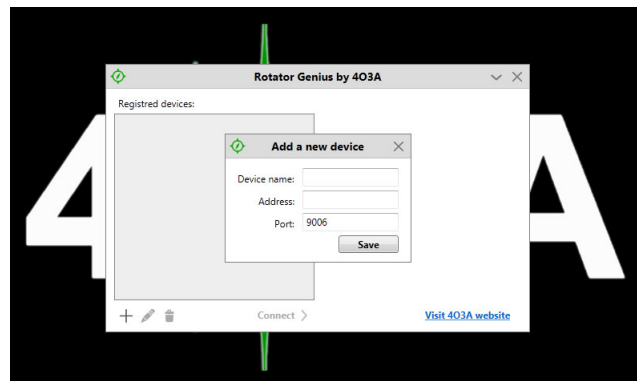 Rotator Genius by 4O3A
Registred devices:
Add a new device
Device name:
Address:
Port: 9006
Save
Connect
Visit 4O3A website
4 A